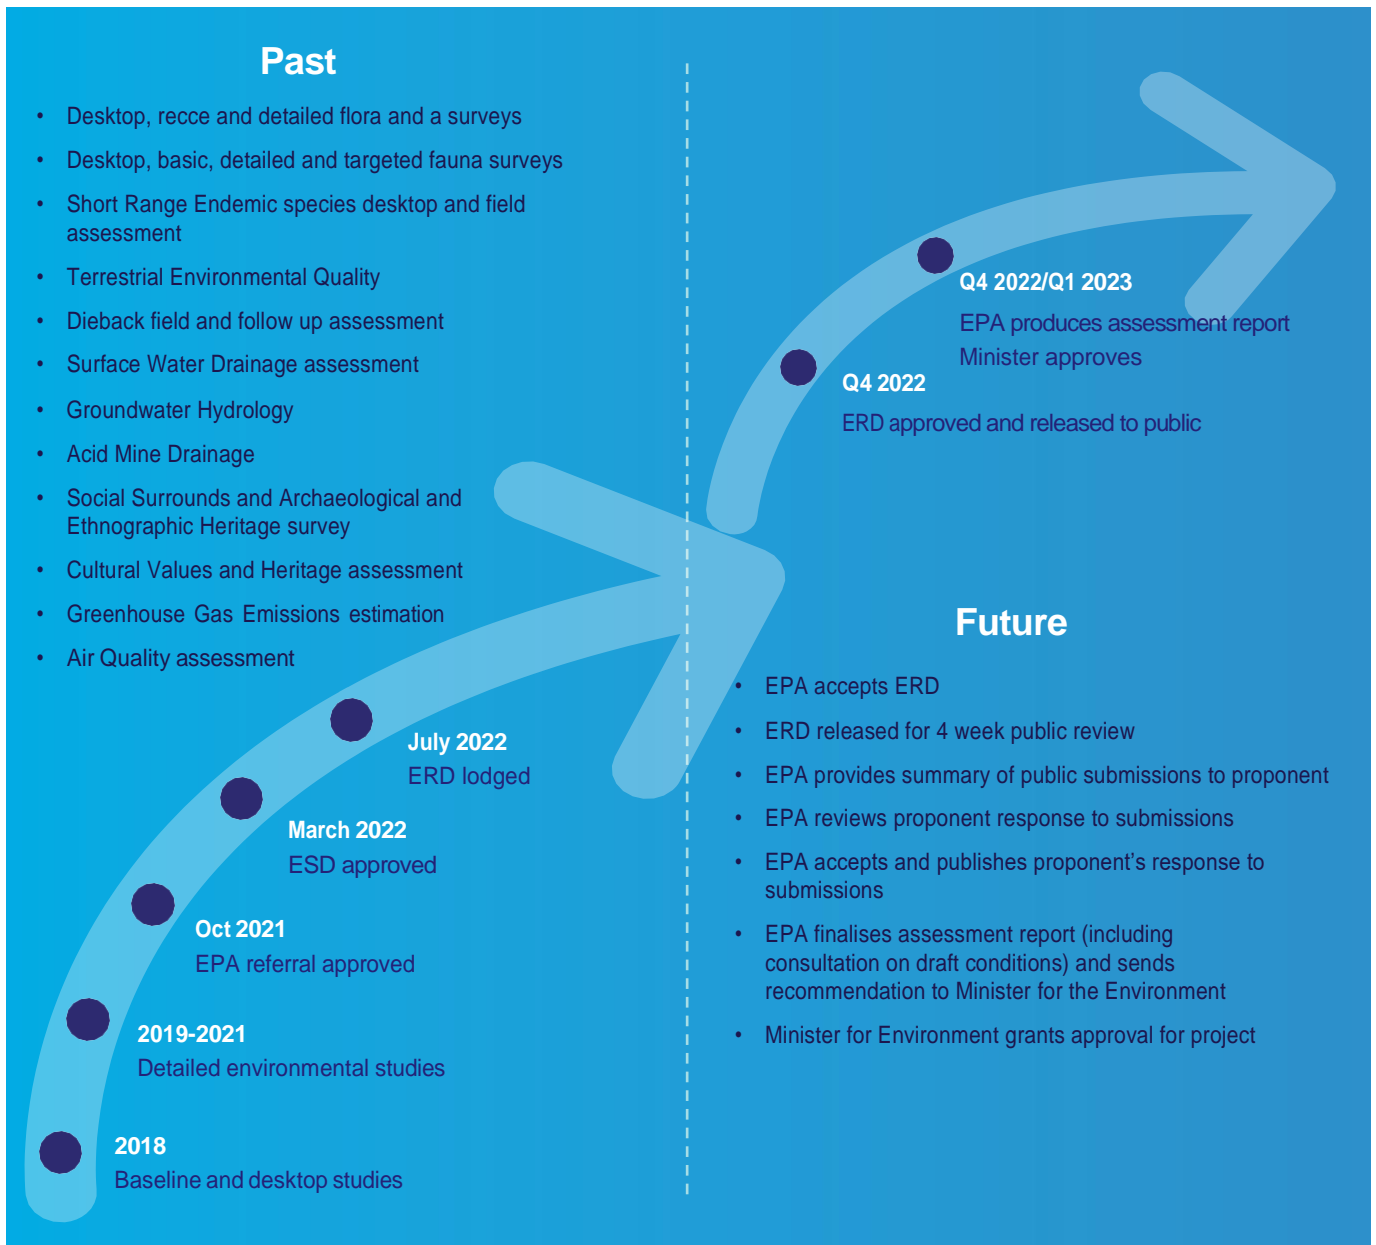 Past
• Desktop, recce and detailed flora and a surveys
• Desktop, basic, detailed and targeted fauna surveys
• Short Range Endemic species desktop and field
assessment
• Terrestrial Environmental Quality
• Dieback field and follow up assessment
• Surface Water Drainage assessment
• Groundwater Hydrology
• Acid Mine Drainage
• Social Surrounds and Archaeological and
Ethnographic Heritage survey
• Cultural Values and Heritage assessment
• Greenhouse Gas Emissions estimation
• Air Quality assessment
July 2022
ERD lodged
March 2022
ESD approved
Oct 2021
EPA referral approved
2019-2021
Detailed environmental studies
2018
Baseline and desktop studies
Q4 2022/Q1 2023
EPA produces assessment report
Minister approves
Q4 2022
ERD approved and released to public
Future
• EPA accepts ERD
• ERD released for 4 week public review
• EPA provides summary of public submissions to proponent
• EPA reviews proponent response to submissions
• EPA accepts and publishes proponent’s response to
submissions
• EPA finalises assessment report (including
consultation on draft conditions) and sends
recommendation to Minister for the Environment
• Minister for Environment grants approval for project